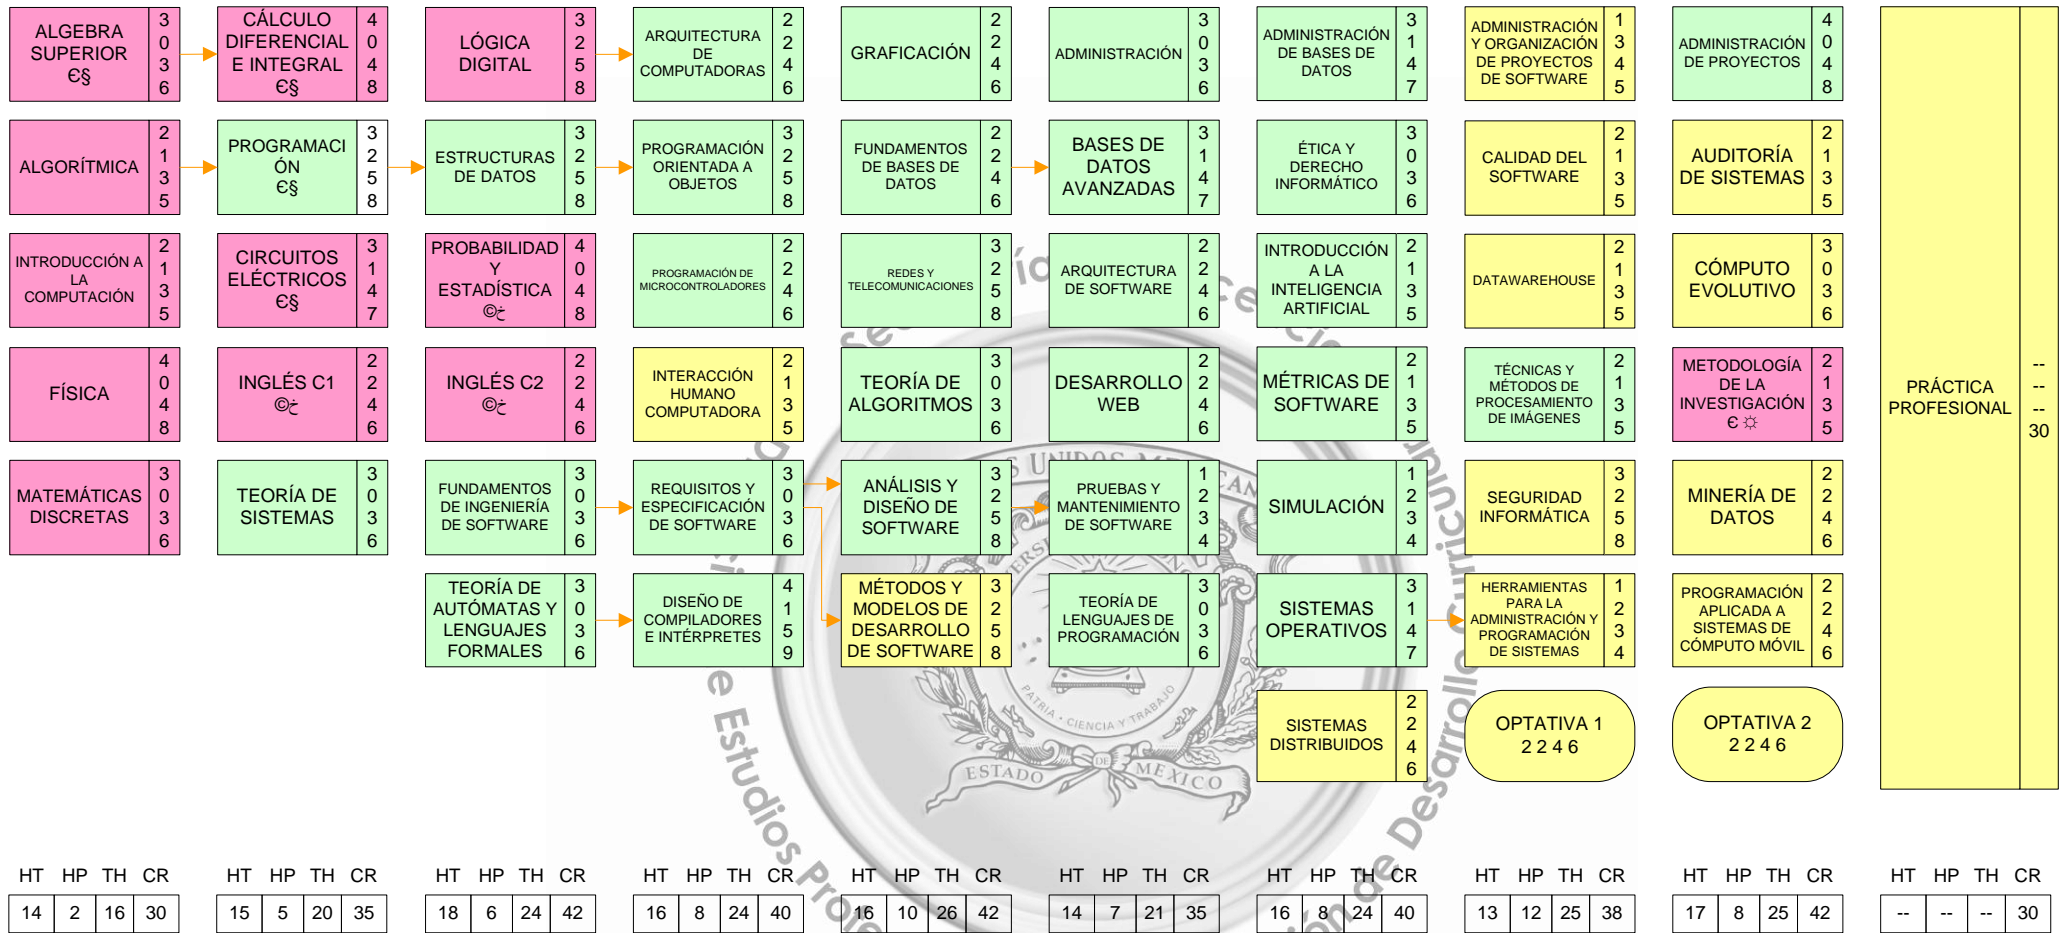 ALGEBRA
SUPERIOR
Є§
3
0
3
6
CÁLCULO
DIFERENCIAL
E INTEGRAL
Є§
4
0
4
8
LÓGICA
DIGITAL
3
2
5
8
ARQUITECTURA
DE
COMPUTADORAS
2
2
4
6
GRAFICACIÓN
2
2
4
6
ADMINISTRACIÓN
3
0
3
6
ADMINISTRACIÓN
DE BASES DE
DATOS
3
1
4
7
ADMINISTRACIÓN
Y ORGANIZACIÓN
DE PROYECTOS
DE SOFTWARE
1
3
4
5
ADMINISTRACIÓN
DE PROYECTOS
4
0
4
8
ALGORÍTMICA
2
1
3
5
PROGRAMACI
ÓN
Є§
3
2
5
8
ESTRUCTURAS
DE DATOS
3
2
5
8
PROGRAMACIÓN
ORIENTADA A
OBJETOS
3
2
5
8
FUNDAMENTOS
DE BASES DE
DATOS
2
2
4
6
BASES DE
DATOS
AVANZADAS
3
1
4
7
ÉTICA Y
DERECHO
INFORMÁTICO
3
0
3
6
CALIDAD DEL
SOFTWARE
2
1
3
5
AUDITORÍA
DE SISTEMAS
2
1
3
5
INTRODUCCIÓN A
LA
COMPUTACIÓN
2
1
3
5
CIRCUITOS
ELÉCTRICOS
Є§
3
1
4
7
PROBABILIDAD
Y
ESTADÍSTICA
©خ
4
0
4
8
PROGRAMACIÓN DE
MICROCONTROLADORES
2
2
4
6
REDES Y
TELECOMUNICACIONES
3
2
5
8
ARQUITECTURA
DE SOFTWARE
2
2
4
6
INTRODUCCIÓN
A LA
INTELIGENCIA
ARTIFICIAL
2
1
3
5
DATAWAREHOUSE
2
1
3
5
CÓMPUTO
EVOLUTIVO
3
0
3
6
FÍSICA
4
0
4
8
INGLÉS C1
©خ
2
2
4
6
INGLÉS C2
©خ
2
2
4
6
INTERACCIÓN
HUMANO
COMPUTADORA
2
1
3
5
TEORÍA DE
ALGORITMOS
3
0
3
6
DESARROLLO
WEB
2
2
4
6
MÉTRICAS DE
SOFTWARE
2
1
3
5
TÉCNICAS Y
MÉTODOS DE
PROCESAMIENTO
DE IMÁGENES
2
1
3
5
METODOLOGÍA
DE LA
INVESTIGACIÓN
Є ☼
2
1
3
5
PRÁCTICA
PROFESIONAL
--
--
--
30
MATEMÁTICAS
DISCRETAS
3
0
3
6
TEORÍA DE
SISTEMAS
3
0
3
6
FUNDAMENTOS
DE INGENIERÍA
DE SOFTWARE
3
0
3
6
REQUISITOS Y
ESPECIFICACIÓN
DE SOFTWARE
3
0
3
6
ANÁLISIS Y
DISEÑO DE
SOFTWARE
3
2
5
8
PRUEBAS Y
MANTENIMIENTO
DE SOFTWARE
1
2
3
4
SIMULACIÓN
1
2
3
4
SEGURIDAD
INFORMÁTICA
3
2
5
8
MINERÍA DE
DATOS
2
2
4
6
TEORÍA DE
AUTÓMATAS Y
LENGUAJES
FORMALES
3
0
3
6
DISEÑO DE
COMPILADORES
E INTÉRPRETES
4
1
5
9
MÉTODOS Y
MODELOS DE
DESARROLLO
DE SOFTWARE
3
2
5
8
TEORÍA DE
LENGUAJES DE
PROGRAMACIÓN
3
0
3
6
SISTEMAS
OPERATIVOS
3
1
4
7
HERRAMIENTAS
PARA LA
ADMINISTRACIÓN Y
PROGRAMACIÓN
DE SISTEMAS
1
2
3
4
PROGRAMACIÓN
APLICADA A
SISTEMAS DE
CÓMPUTO MÓVIL
2
2
4
6
SISTEMAS
DISTRIBUIDOS
2
2
4
6
OPTATIVA 1
2 2 4 6
OPTATIVA 2
2 2 4 6
e Estudios
de Desarrollo
PATRIA · CIENCIA Y TRABAJO
ESTADO DE MEXICO
HT HP TH CR
14 2 16 30
HT HP TH CR
15 5 20 35
HT HP TH CR
18 6 24 42
HT HP TH CR
16 8 24 40
HT HP TH CR
16 10 26 42
HT HP TH CR
14 7 21 35
HT HP TH CR
16 8 24 40
HT HP TH CR
13 12 25 38
HT HP TH CR
17 8 25 42
HT HP TH CR
-- -- -- 30